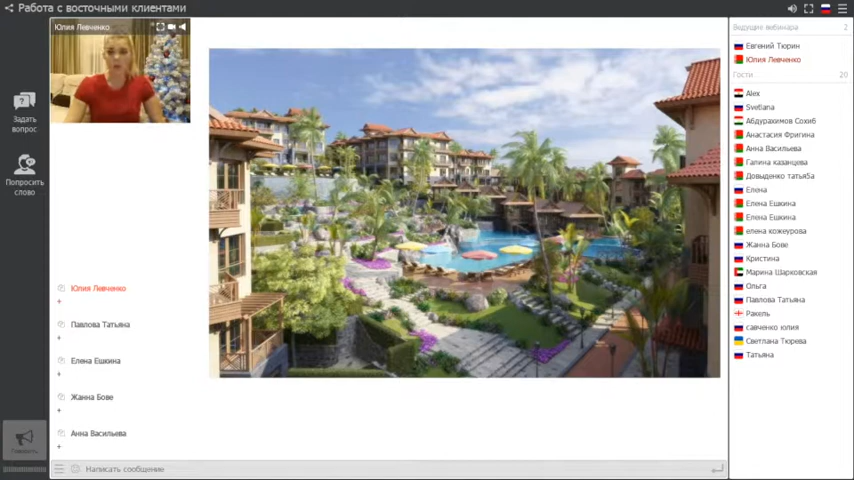 Работа с восточными клиентами
Юлия Левченко
Задать
вопрос
Попросить
слово
Юлия Левченко
+
Павлова Татьяна
+
Елена Ешкина
+
Жанна Бове
+
Анна Васильева
+
Написать сообщение
Ведущие вебинара 2
Евгений Тюрин
Юлия Левченко
Гости 20
Alex
Svetlana
Абдурахимов Сохиб
Анастасия Фригина
Анна Васильева
Галина казанцева
Довыденко татья5а
Елена
Елена Ешкина
Елена Ешкина
елена кожеурова
Жанна Бове
Кристина
Марина Шарковская
Ольга
Павлова Татьяна
Ракель
савченко юлия
Светлана Тюрева
Татьяна